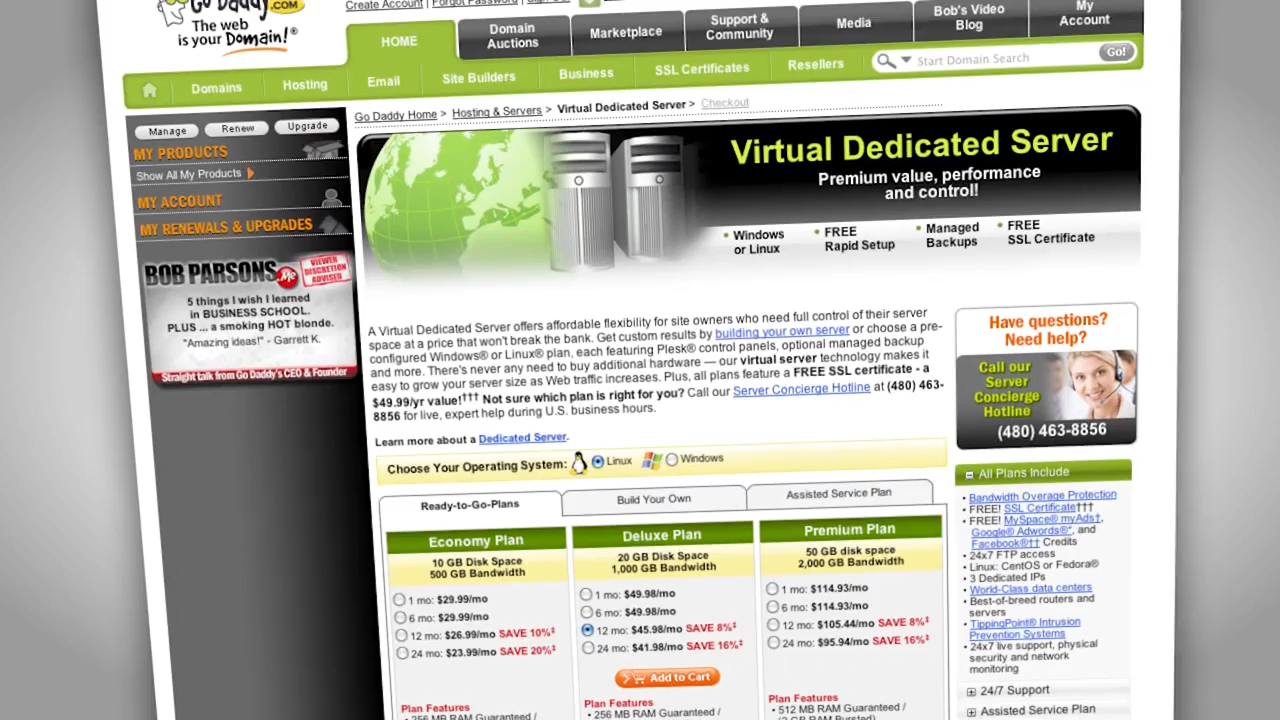 Go Daddy.COM
The web
is your Domain!®
Create Account | Forgot Password |
HOME
Domain
Auctions
Marketplace
Support &
Community
Media
Bob's Video
Blog
My
Account
Domains
Hosting
Email
Site Builders
Business
SSL Certificates
Resellers
Start Domain Search
Go!
Manage
Renew
Upgrade
MY PRODUCTS
Show All My Products
MY ACCOUNT
MY RENEWALS & UPGRADES
BOB PARSONS.Me
VIEWER
DISCRETION
ADVISED
5 things I wish I learned
in BUSINESS SCHOOL.
PLUS ... a smoking HOT blonde.
"Amazing ideas!" - Garrett K.
Straight talk from Go Daddy's CEO & Founder
Go Daddy Home > Hosting & Servers > Virtual Dedicated Server > Checkout
Virtual Dedicated Server
Premium value, performance
and control!
• Windows
or Linux
• FREE
Rapid Setup
• Managed
Backups
• FREE
SSL Certificate
A Virtual Dedicated Server offers affordable flexibility for site owners who need full control of their server
space at a price that won't break the bank. Get custom results by building your own server or choose a pre-
configured Windows® or Linux® plan, each featuring Plesk® control panels, optional managed backup
and more. There's never any need to buy additional hardware — our virtual server technology makes it
easy to grow your server size as Web traffic increases. Plus, all plans feature a FREE SSL certificate - a
$49.99/yr value!††† Not sure which plan is right for you? Call our Server Concierge Hotline at (480) 463-
8856 for live, expert help during U.S. business hours.
Learn more about a Dedicated Server.
Choose Your Operating System: Linux Windows
Ready-to-Go-Plans
Build Your Own
Assisted Service Plan
Economy Plan
10 GB Disk Space
500 GB Bandwidth
1 mo: $29.99/mo
6 mo: $29.99/mo
12 mo: $26.99/mo SAVE 10%‡
24 mo: $23.99/mo SAVE 20%‡
Plan Features
• 256 MB RAM Guaranteed /
Deluxe Plan
20 GB Disk Space
1,000 GB Bandwidth
1 mo: $49.98/mo
6 mo: $49.98/mo
12 mo: $45.98/mo SAVE 8%‡
24 mo: $41.98/mo SAVE 16%‡
Add to Cart
Plan Features
• 256 MB RAM Guaranteed /
Premium Plan
50 GB disk space
2,000 GB Bandwidth
1 mo: $114.93/mo
6 mo: $114.93/mo
12 mo: $105.44/mo SAVE 8%‡
24 mo: $95.94/mo SAVE 16%‡
Plan Features
• 512 MB RAM Guaranteed /
Have questions?
Need help?
Call our
Server
Concierge
Hotline
(480) 463-8856
All Plans Include
• Bandwidth Overage Protection
• FREE! SSL Certificate†††
• FREE! MySpace® myAds†,
Google® Adwords®*, and
Facebook®†† Credits
• 24x7 FTP access
• Linux: CentOS or Fedora®
• 3 Dedicated IPs
• World-Class data centers
• Best-of-breed routers and
servers
• TippingPoint® Intrusion
Prevention Systems
• 24x7 live support, physical
security and network
monitoring
24/7 Support
Assisted Service Plan